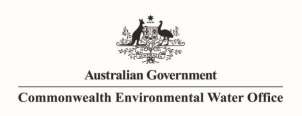 Australian Government
Commonwealth Environmental Water Office